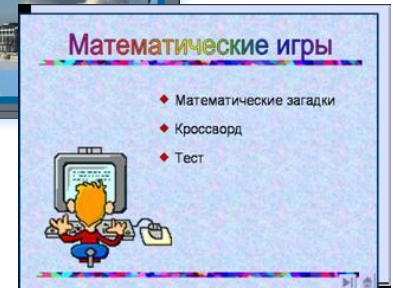 Математические игры
Математические загадки
Кроссворд
Тест